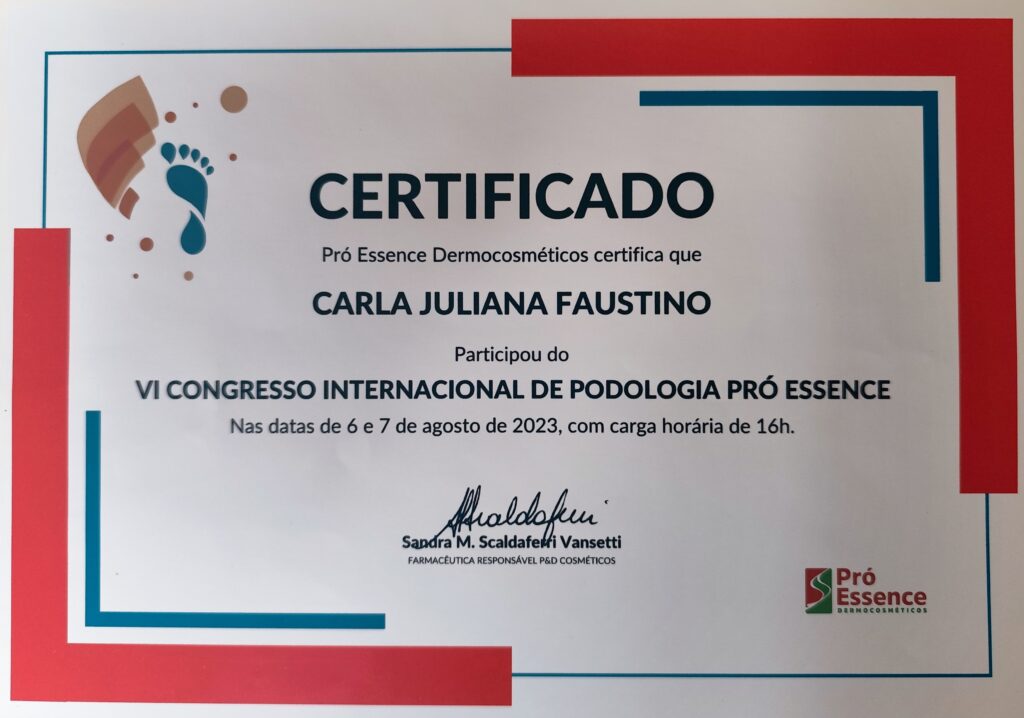 CERTIFICADO
Pró Essence Dermocosméticos certifica que
CARLA JULIANA FAUSTINO
Participou do
VI CONGRESSO INTERNACIONAL DE PODOLOGIA PRÓ ESSENCE
Nas datas de 6 e 7 de agosto de 2023, com carga horária de 16h.
Sandra M. Scaldaferri Vansetti
FARMACÊUTICA RESPONSÁVEL P&D COSMÉTICOS
Pró
Essence
DERMOCOSMÉTICOS